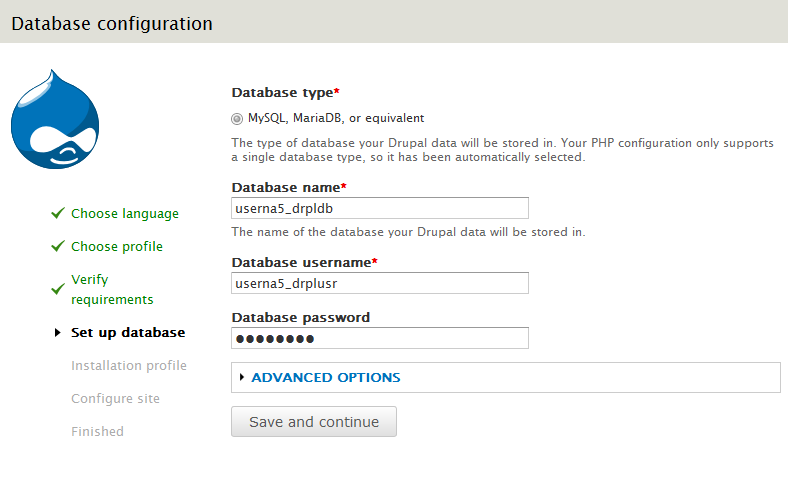 Database configuration
Choose language
Choose profile
Verify
requirements
Set up database
Installation profile
Configure site
Finished
Database type*
MySQL, MariaDB, or equivalent
The type of database your Drupal data will be stored in. Your PHP configuration only supports
a single database type, so it has been automatically selected.
Database name*
userna5_drpldb
The name of the database your Drupal data will be stored in.
Database username*
userna5_drplusr
Database password
●●●●●●●●
ADVANCED OPTIONS
Save and continue